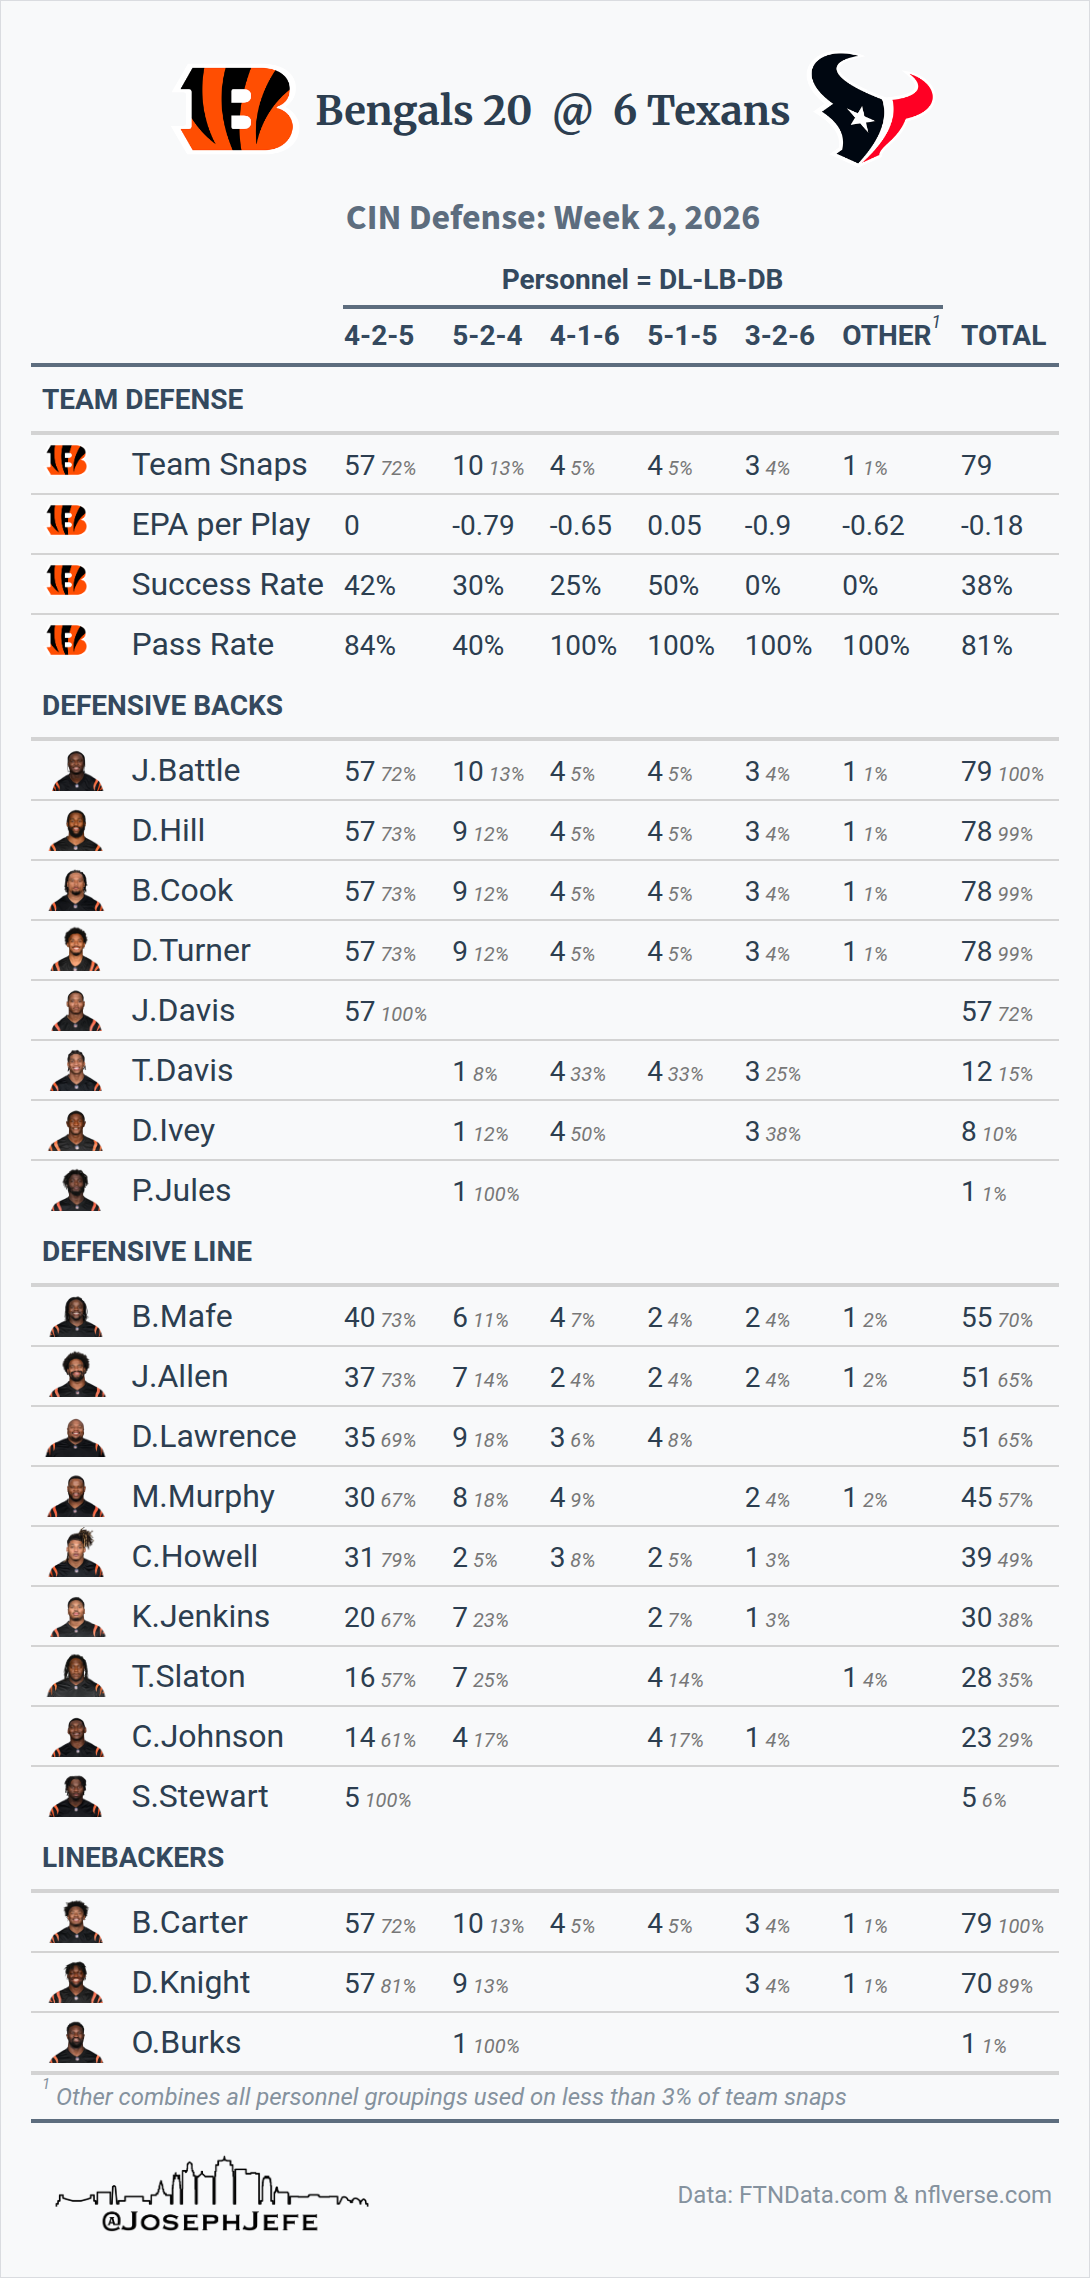 Bengals 20 @ 6 Texans
CIN Defense: Week 2, 2026
Personnel = DL-LB-DB
4-2-5 5-2-4 4-1-6 5-1-5 3-2-6 OTHER1 TOTAL
TEAM DEFENSE
Team Snaps 57 72% 10 13% 4 5% 4 5% 3 4% 1 1% 79
EPA per Play 0 -0.79 -0.65 0.05 -0.9 -0.62 -0.18
Success Rate 42% 30% 25% 50% 0% 0% 38%
Pass Rate 84% 40% 100% 100% 100% 100% 81%
DEFENSIVE BACKS
J.Battle 57 72% 10 13% 4 5% 4 5% 3 4% 1 1% 79 100%
D.Hill 57 73% 9 12% 4 5% 4 5% 3 4% 1 1% 78 99%
B.Cook 57 73% 9 12% 4 5% 4 5% 3 4% 1 1% 78 99%
D.Turner 57 73% 9 12% 4 5% 4 5% 3 4% 1 1% 78 99%
J.Davis 57 100% 57 72%
T.Davis 1 8% 4 33% 4 33% 3 25% 12 15%
D.Ivey 1 12% 4 50% 3 38% 8 10%
P.Jules 1 100% 1 1%
DEFENSIVE LINE
B.Mafe 40 73% 6 11% 4 7% 2 4% 2 4% 1 2% 55 70%
J.Allen 37 73% 7 14% 2 4% 2 4% 2 4% 1 2% 51 65%
D.Lawrence 35 69% 9 18% 3 6% 4 8% 51 65%
M.Murphy 30 67% 8 18% 4 9% 2 4% 1 2% 45 57%
C.Howell 31 79% 2 5% 3 8% 2 5% 1 3% 39 49%
K.Jenkins 20 67% 7 23% 2 7% 1 3% 30 38%
T.Slaton 16 57% 7 25% 4 14% 1 4% 28 35%
C.Johnson 14 61% 4 17% 4 17% 1 4% 23 29%
S.Stewart 5 100% 5 6%
LINEBACKERS
B.Carter 57 72% 10 13% 4 5% 4 5% 3 4% 1 1% 79 100%
D.Knight 57 81% 9 13% 3 4% 1 1% 70 89%
O.Burks 1 100% 1 1%
1 Other combines all personnel groupings used on less than 3% of team snaps
@JOSEPHJEFE
Data: FTNData.com & nflverse.com